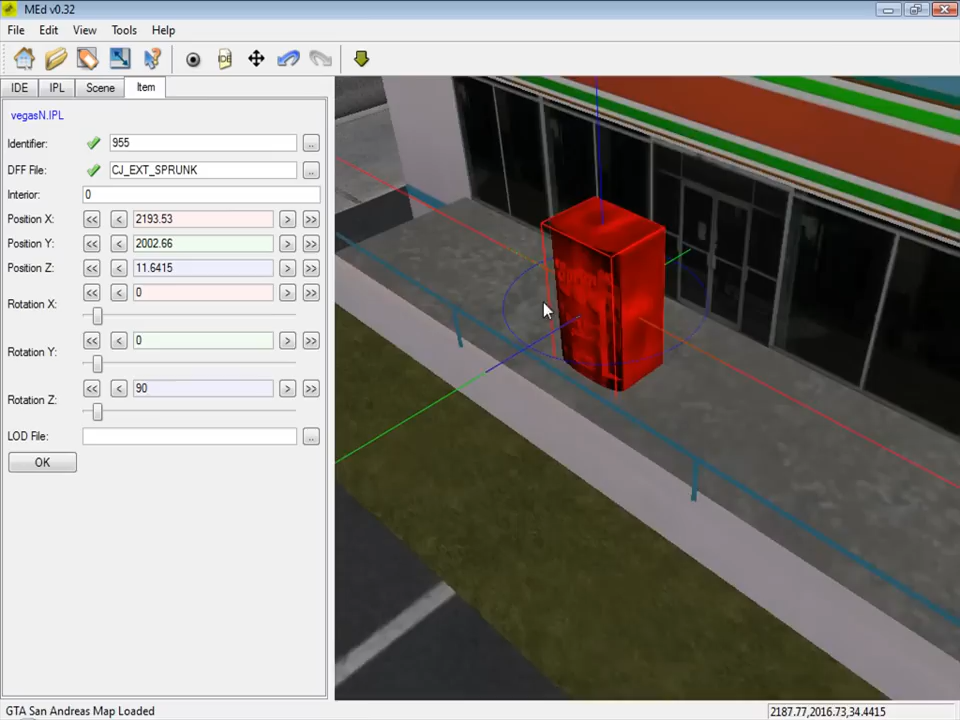 MEd v0.32
File Edit View Tools Help
IDE
IDE IPL Scene Item
vegasN.IPL
Identifier: 955 ..
DFF File: CJ_EXT_SPRUNK ..
Interior: 0
Position X: << < 2193.53 > >>
Position Y: << < 2002.66 > >>
Position Z: << < 11.6415 > >>
Rotation X: << < 0 > >>
Rotation Y: << < 0 > >>
Rotation Z: << < 90 > >>
LOD File: ..
OK
GTA San Andreas Map Loaded 2187.77,2016.73,34.4415